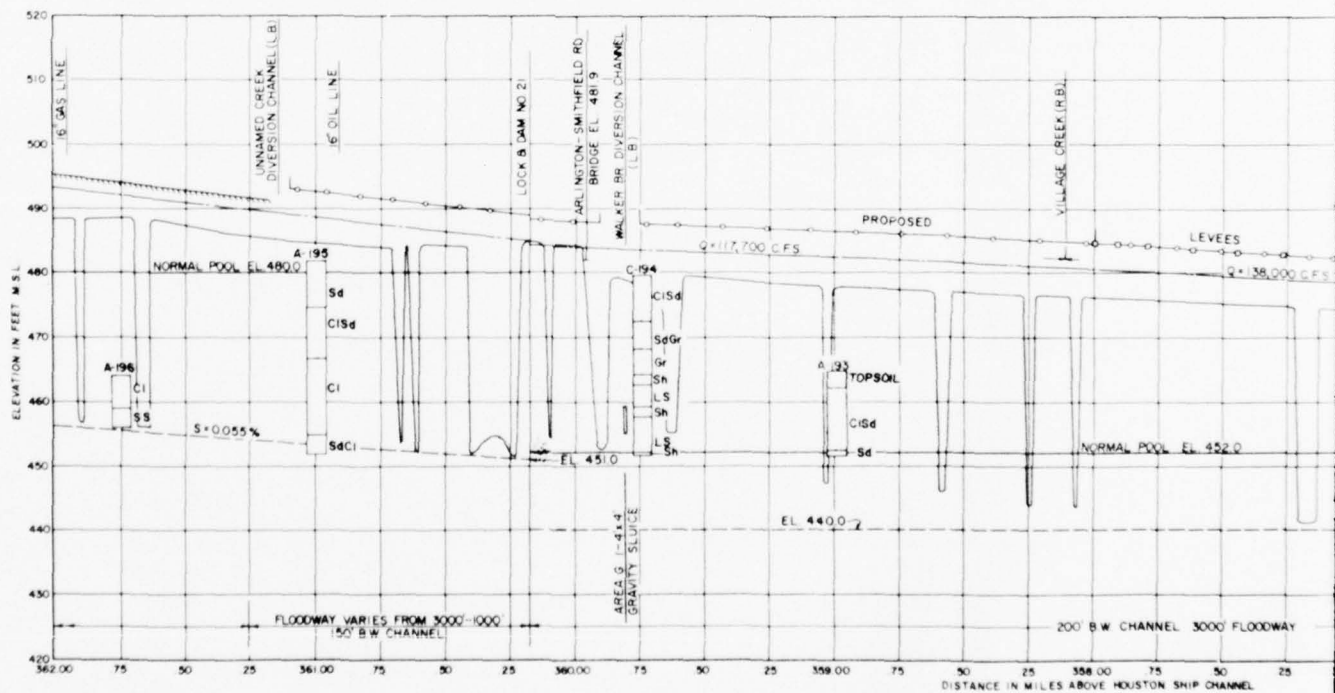 520
510
500
490
480
470
460
450
440
430
420
ELEVATION IN FEET M.S.L.
16" GAS LINE
UNNAMED CREEK
DIVERSION CHANNEL (L.B.)
16" OIL LINE
LOCK & DAM NO. 21
ARLINGTON-SMITHFIELD RD
BRIDGE EL. 481.9
WALKER BR DIVERSION CHANNEL
(L.B.)
VILLAGE CREEK (R.B.)
PROPOSED LEVEES
Q=117,700 C.F.S.
Q=138,000 C.F.S.
NORMAL POOL EL. 480.0
A-195
Sd
ClSd
Cl
SdCl
A-196
Cl
SS
S=0.055%
C-194
ClSd
SdGr
Gr
Sh
LS
Sh
LS
Sh
A-193
TOPSOIL
ClSd
Sd
NORMAL POOL EL. 452.0
EL. 451.0
EL. 440.0
AREA G 1-4'x4'
GRAVITY SLUICE
FLOODWAY VARIES FROM 3000'-1000'
150' B.W. CHANNEL
200' B.W. CHANNEL 3000' FLOODWAY
362.00 75 50 25 361.00 75 50 25 360.00 75 50 25 359.00 75 50 25 358.00 75 50 25
DISTANCE IN MILES ABOVE HOUSTON SHIP CHANNEL